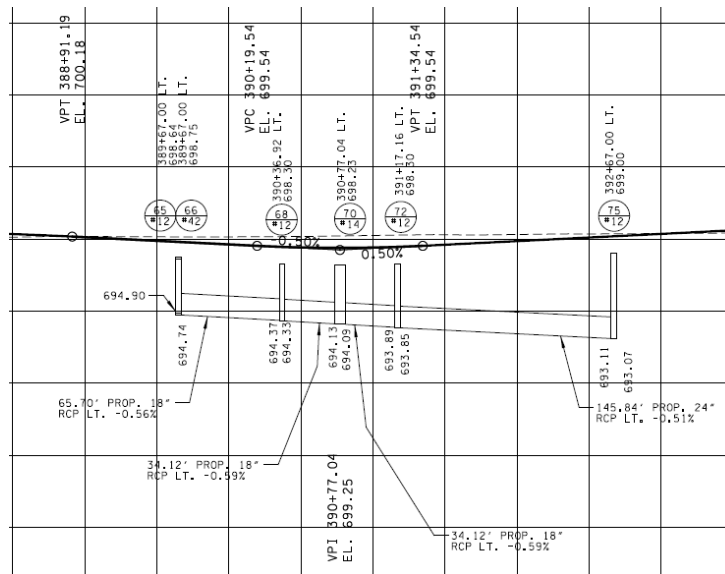 VPT 388+91.19
EL. 700.18
389+67.00 LT.
698.64
389+67.00 LT.
698.75
VPC 390+19.54
EL. 699.54
390+36.92 LT.
698.30
390+77.04 LT.
698.23
391+17.16 LT.
698.30
VPT 391+34.54
EL. 699.54
392+67.00 LT.
699.00
65
#12
66
#42
68
#12
70
#14
72
#12
75
#12
-0.50%
0.50%
694.90
694.74
694.37
694.33
694.13
694.09
693.89
693.85
693.11
693.07
65.70' PROP. 18"
RCP LT. -0.56%
145.84' PROP. 24"
RCP LT. -0.51%
34.12' PROP. 18"
RCP LT. -0.59%
VPI 390+77.04
EL. 699.25
34.12' PROP. 18"
RCP LT. -0.59%